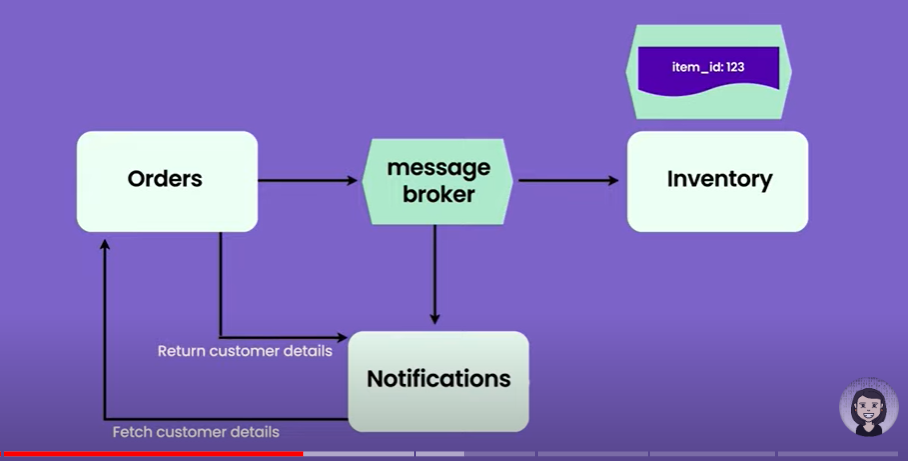 item_id: 123
Orders
message
broker
Inventory
Return customer details
Notifications
Fetch customer details